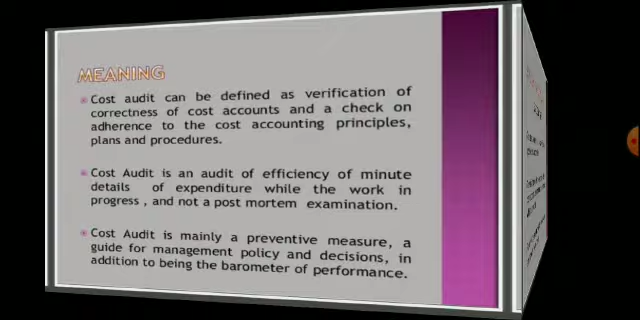 MEANING
Cost audit can be defined as verification of
correctness of cost accounts and a check on
adherence to the cost accounting principles,
plans and procedures.
Cost Audit is an audit of efficiency of minute
details of expenditure while the work in
progress , and not a post mortem examination.
Cost Audit is mainly a preventive measure, a
guide for management policy and decisions, in
addition to being the barometer of performance.